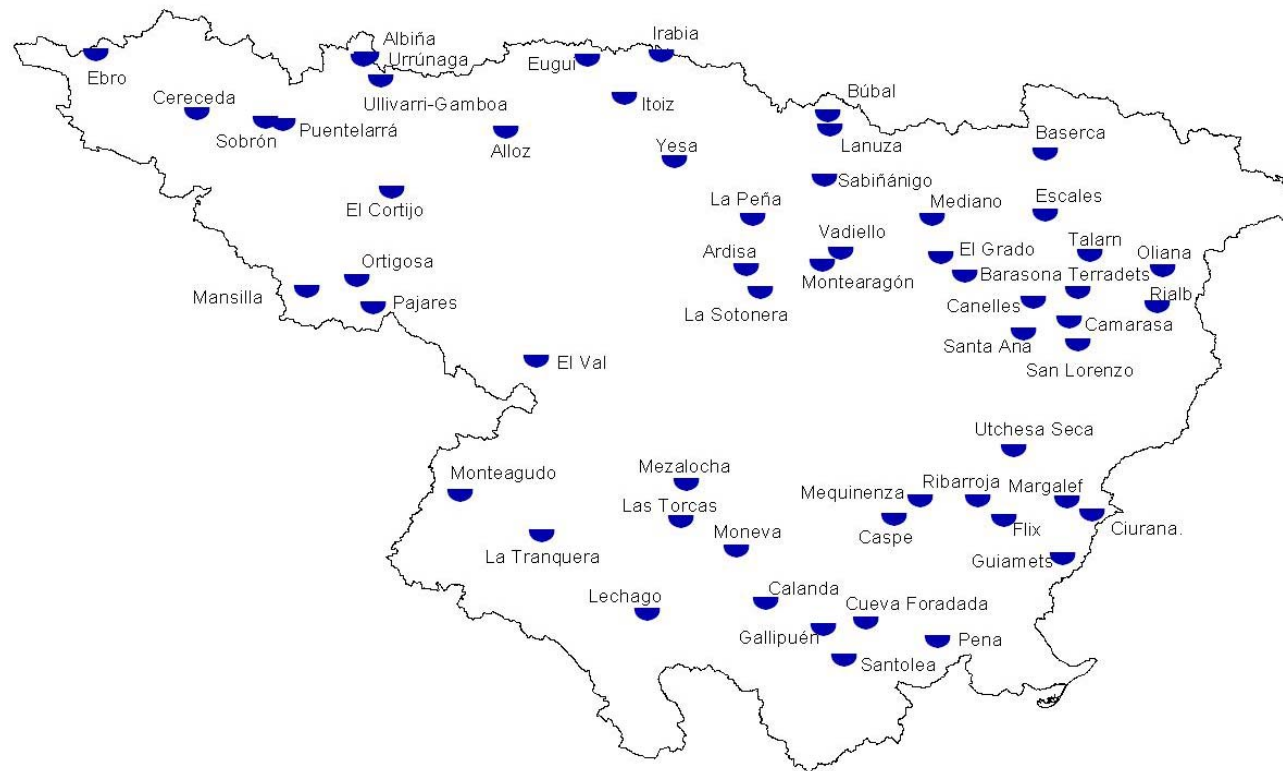 Albiña
Irabia
Urrúnaga
Eugui
Ebro
Cereceda
Ullivarri-Gamboa
Itoiz
Búbal
Sobrón
Puentelarrá
Alloz
Lanuza
Baserca
Yesa
Sabiñánigo
El Cortijo
La Peña
Mediano
Escales
Vadiello
Ardisa
El Grado
Talarn
Oliana
Ortigosa
Montearagón
Barasona
Terradets
Mansilla
Pajares
La Sotonera
Canelles
Rialb
Camarasa
Santa Ana
San Lorenzo
El Val
Utchesa Seca
Monteagudo
Mezalocha
Mequinenza
Ribarroja
Margalef
Las Torcas
Caspe
Flix
Ciurana.
La Tranquera
Moneva
Guiamets
Lechago
Calanda
Cueva Foradada
Gallipuén
Pena
Santolea